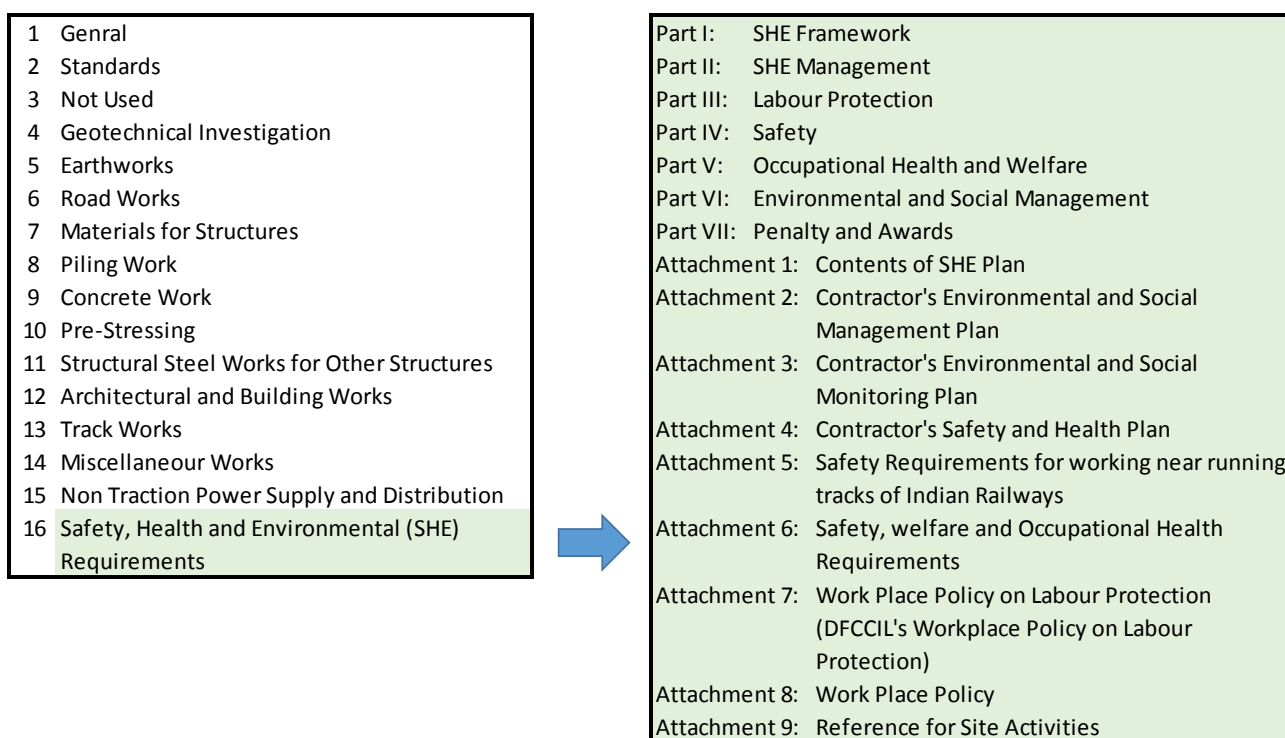 1 Genral
2 Standards
3 Not Used
4 Geotechnical Investigation
5 Earthworks
6 Road Works
7 Materials for Structures
8 Piling Work
9 Concrete Work
10 Pre-Stressing
11 Structural Steel Works for Other Structures
12 Architectural and Building Works
13 Track Works
14 Miscellaneour Works
15 Non Traction Power Supply and Distribution
16 Safety, Health and Environmental (SHE)
Requirements
Part I: SHE Framework
Part II: SHE Management
Part III: Labour Protection
Part IV: Safety
Part V: Occupational Health and Welfare
Part VI: Environmental and Social Management
Part VII: Penalty and Awards
Attachment 1: Contents of SHE Plan
Attachment 2: Contractor's Environmental and Social
Management Plan
Attachment 3: Contractor's Environmental and Social
Monitoring Plan
Attachment 4: Contractor's Safety and Health Plan
Attachment 5: Safety Requirements for working near running
tracks of Indian Railways
Attachment 6: Safety, welfare and Occupational Health
Requirements
Attachment 7: Work Place Policy on Labour Protection
(DFCCIL's Workplace Policy on Labour
Protection)
Attachment 8: Work Place Policy
Attachment 9: Reference for Site Activities